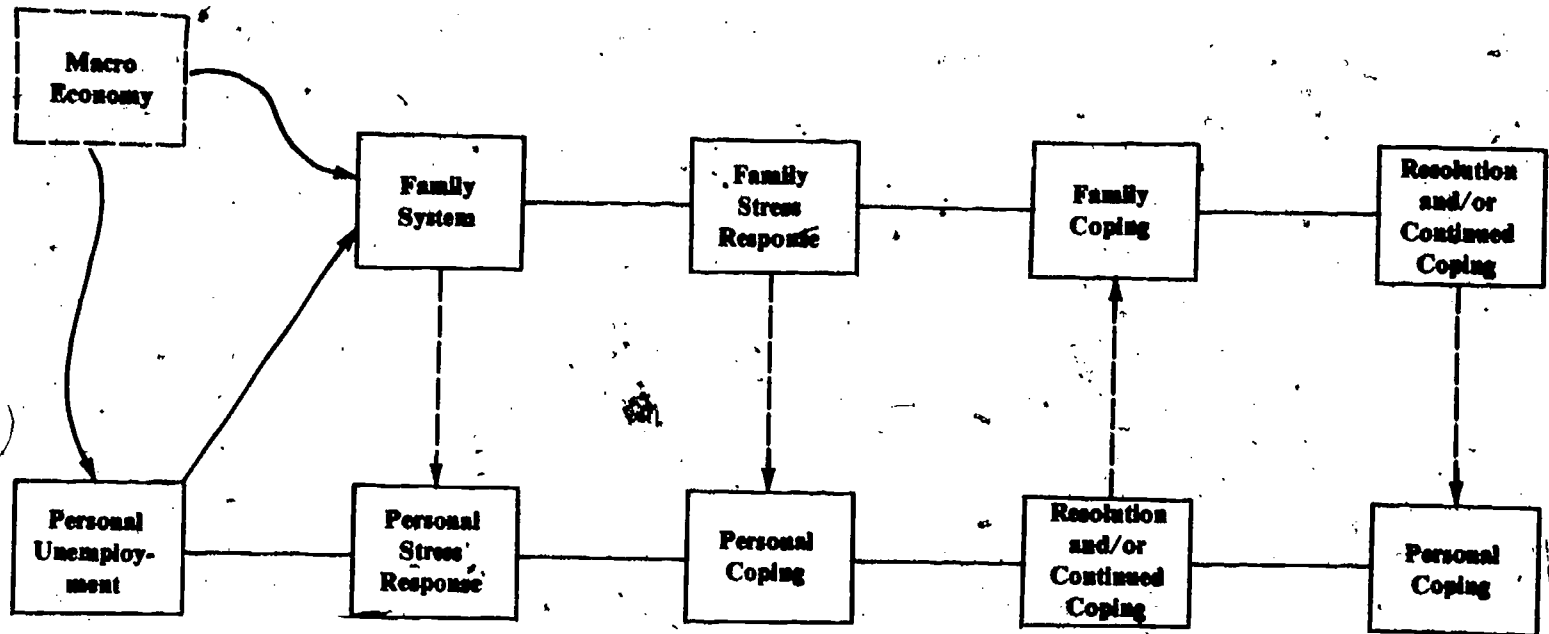 Macro
Economy
Family
System
Family
Stress
Response
Family
Coping
Resolution
and/or
Continued
Coping
Personal
Unemploy-
ment
Personal
Stress
Response
Personal
Coping
Resolution
and/or
Continued
Coping
Personal
Coping